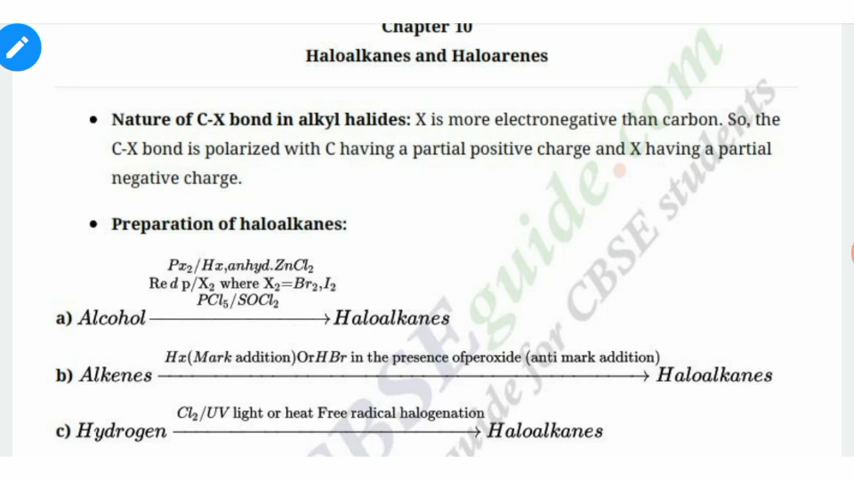 Chapter 10
Haloalkanes and Haloarenes
• Nature of C-X bond in alkyl halides: X is more electronegative than carbon. So, the
C-X bond is polarized with C having a partial positive charge and X having a partial
negative charge.
• Preparation of haloalkanes:
Px₂/Hx,anhyd.ZnCl₂
Red p/X₂ where X₂=Br₂,I₂
PCl₅/SOCl₂
a) Alcohol ⟶ Haloalkanes
Hx(Mark addition)OrHBr in the presence ofperoxide (anti mark addition)
b) Alkenes ⟶ Haloalkanes
Cl₂/UV light or heat Free radical halogenation
c) Hydrogen ⟶ Haloalkanes
CBSEguide.com
guide for CBSE students